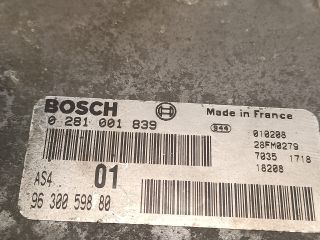 BOSCH Made in France
0 281 001 839 944 010208
28FM0279
7035 1718
18208
AS4 01
96 300 598 80